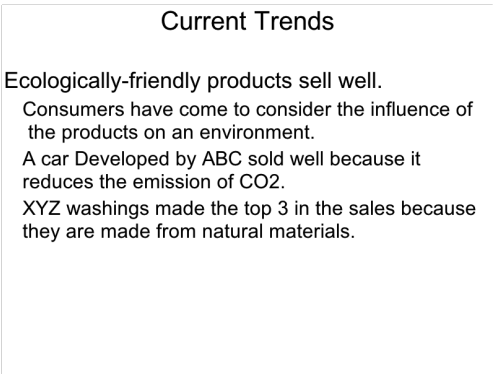 Current Trends
Ecologically-friendly products sell well.
Consumers have come to consider the influence of
the products on an environment.
A car Developed by ABC sold well because it
reduces the emission of CO2.
XYZ washings made the top 3 in the sales because
they are made from natural materials.